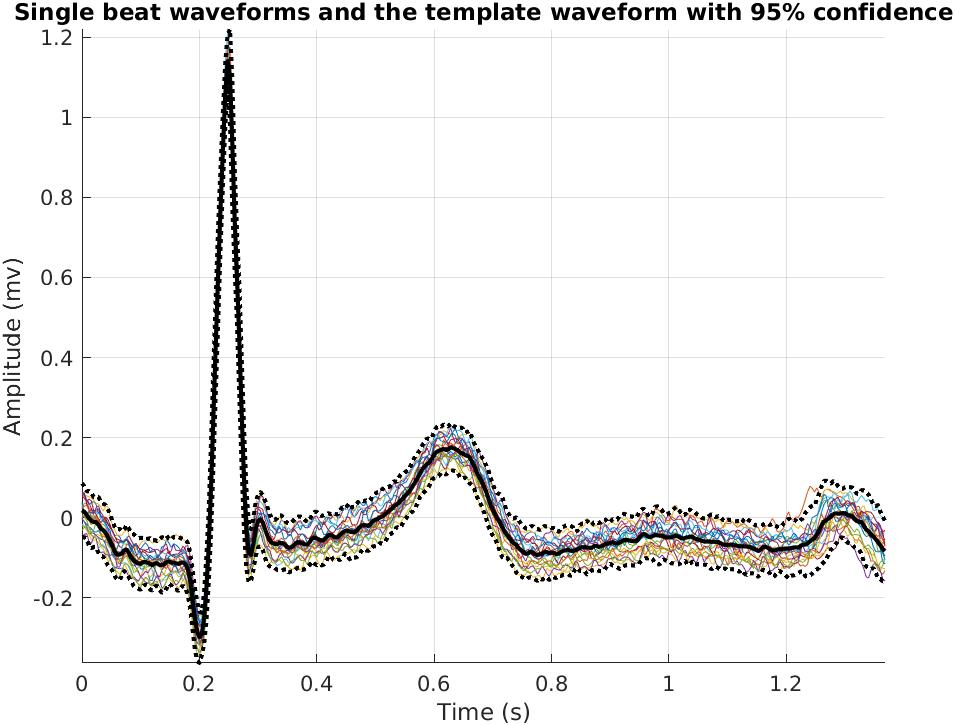 Single beat waveforms and the template waveform with 95% confidence
1.2
1
0.8
0.6
0.4
0.2
0
-0.2
Amplitude (mv)
0 0.2 0.4 0.6 0.8 1 1.2
Time (s)